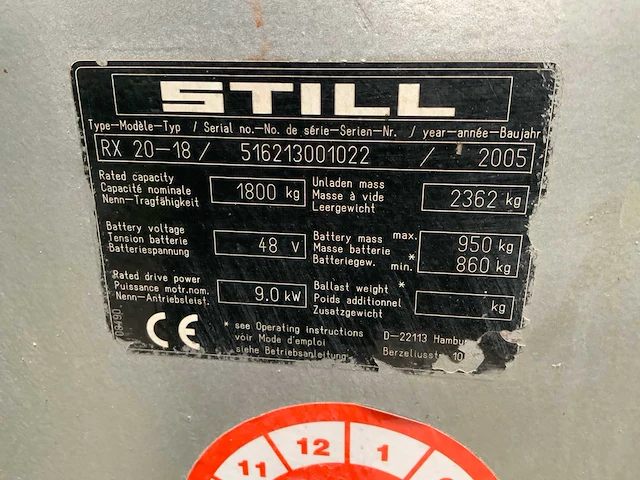 STILL
Type-Modèle-Typ / Serial no.-No. de série-Serien-Nr. / year-année-Baujahr
RX 20-18 / 516213001022 / 2005
Rated capacity
Capacité nominale
Nenn-Tragfähigkeit
1800 kg
Unladen mass
Masse à vide
Leergewicht
2362 kg
Battery voltage
Tension batterie
Batteriespannung
48 V
Battery mass max.
Masse batterie *
Batteriegew. min.
950 kg
860 kg
Rated drive power
Puissance motr.nom.
Nenn-Antriebsleist.
9.0 kW
Ballast weight *
Poids additionnel
Zusatzgewicht
kg
CE
* see Operating instructions
voir Mode d'emploi
siehe Betriebsanleitung
D-22113 Hambu
Berzeliusstr. 10
11 12 1